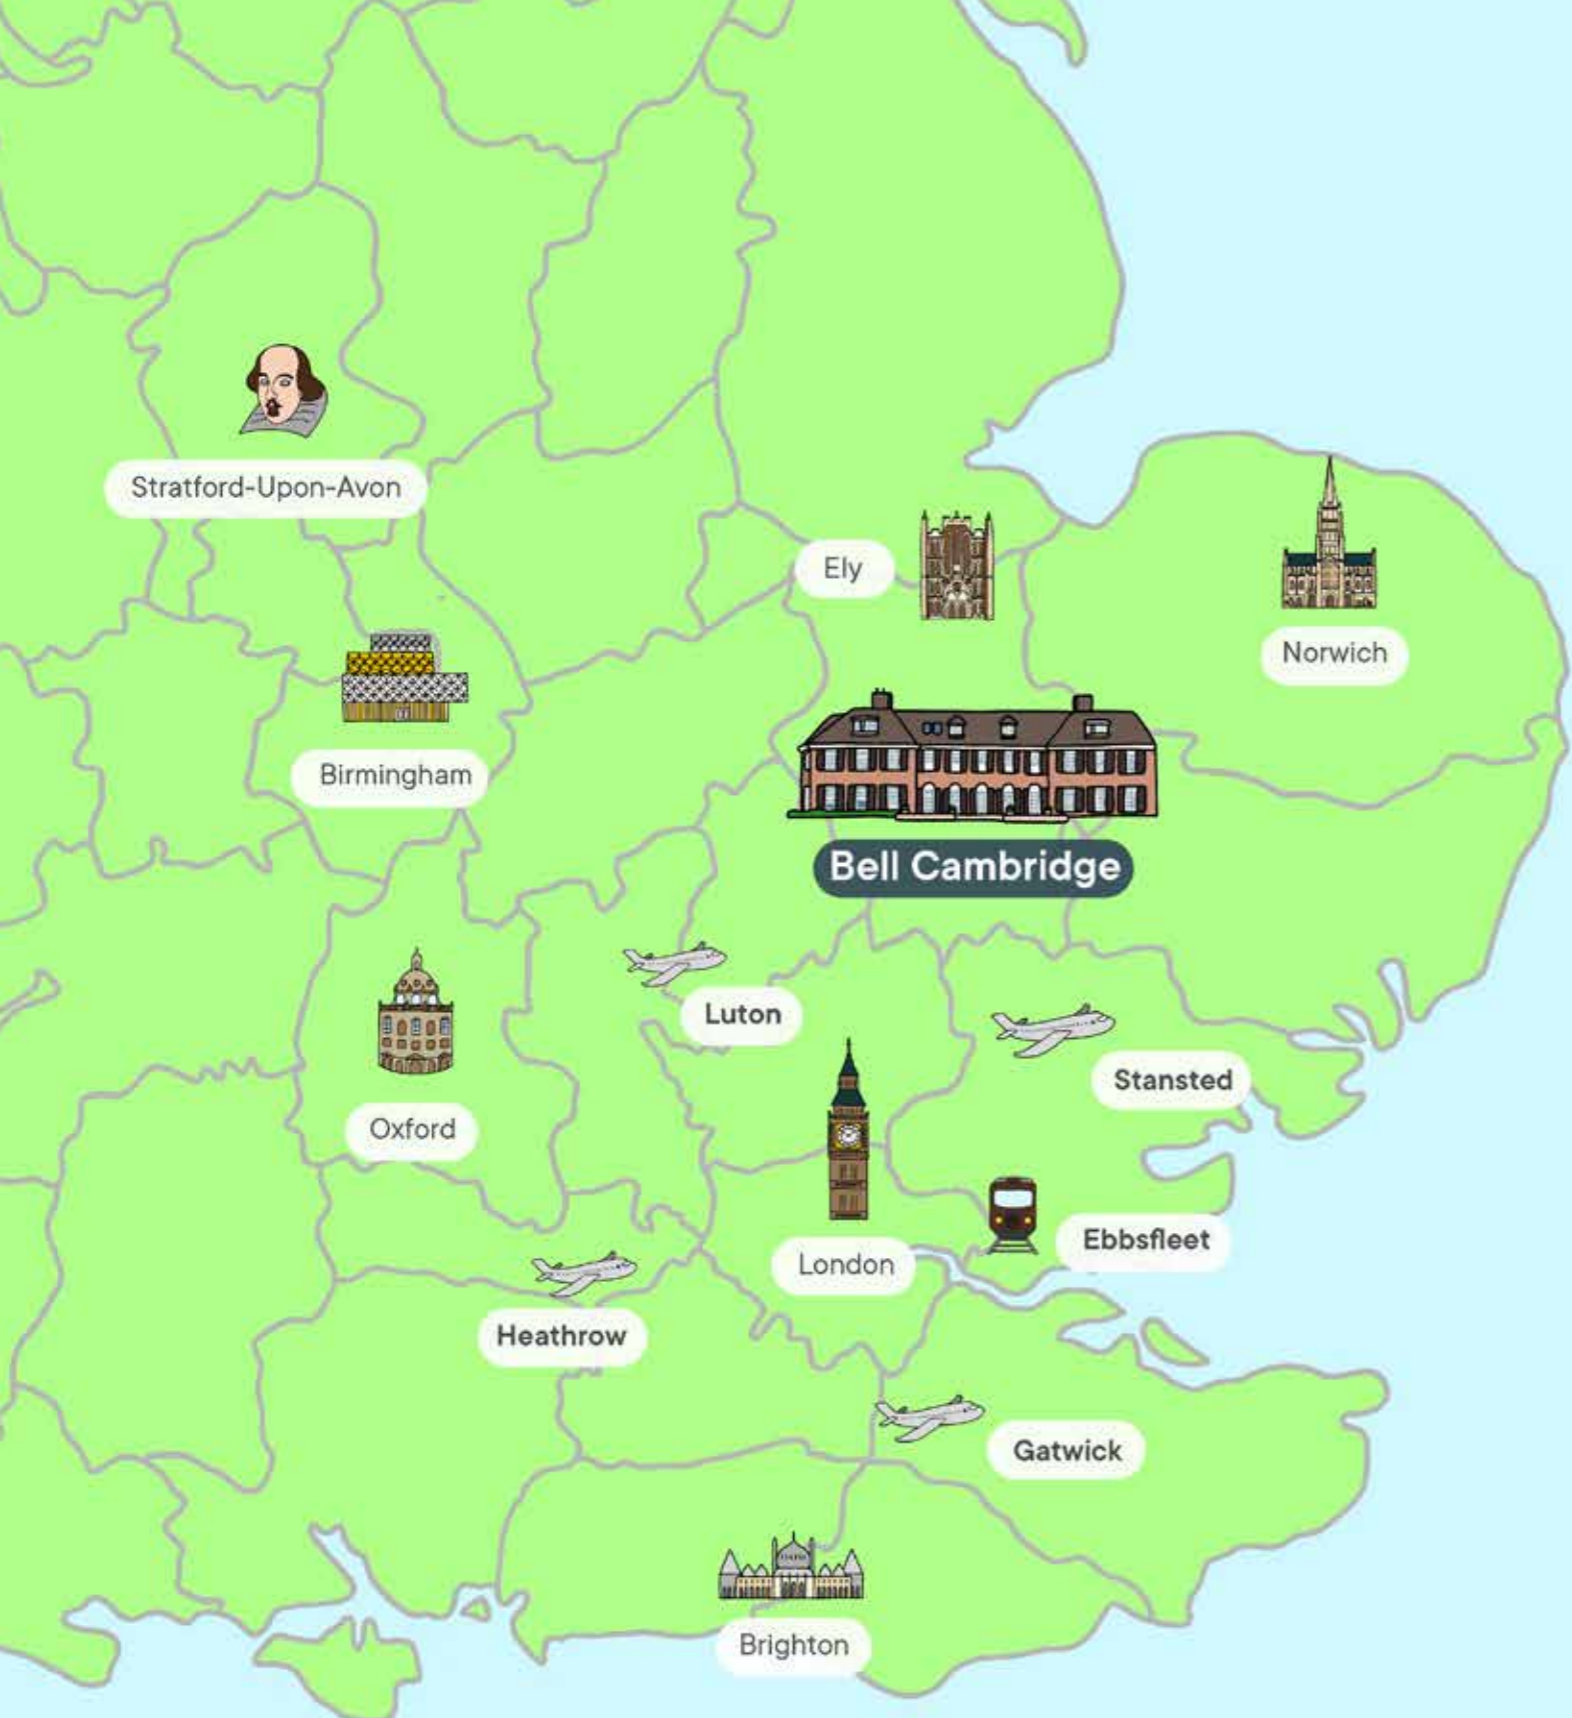 Stratford-Upon-Avon
Ely
Norwich
Birmingham
Bell Cambridge
Luton
Stansted
Oxford
Ebbsfleet
London
Heathrow
Gatwick
Brighton